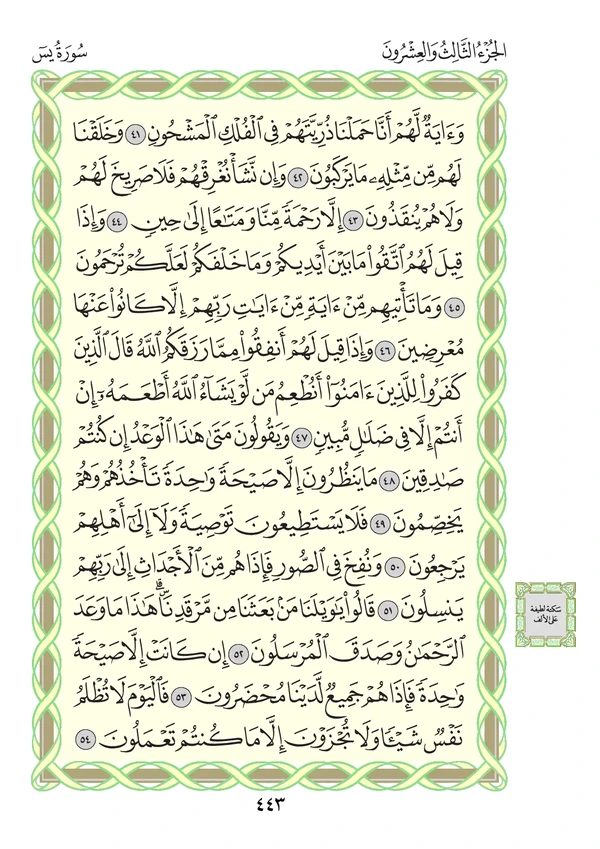 الجُزْءُ الثَّالِثُ وَالعِشْرُونَ
سُورَةُ يسٓ
وَءَايَةٞ لَّهُمۡ أَنَّا حَمَلۡنَا ذُرِّيَّتَهُمۡ فِي ٱلۡفُلۡكِ ٱلۡمَشۡحُونِ ٤١ وَخَلَقۡنَا
لَهُم مِّن مِّثۡلِهِۦ مَا يَرۡكَبُونَ ٤٢ وَإِن نَّشَأۡ نُغۡرِقۡهُمۡ فَلَا صَرِيخَ لَهُمۡ
وَلَا هُمۡ يُنقَذُونَ ٤٣ إِلَّا رَحۡمَةٗ مِّنَّا وَمَتَٰعًا إِلَىٰ حِينٖ ٤٤ وَإِذَا
قِيلَ لَهُمُ ٱتَّقُواْ مَا بَيۡنَ أَيۡدِيكُمۡ وَمَا خَلۡفَكُمۡ لَعَلَّكُمۡ تُرۡحَمُونَ
٤٥ وَمَا تَأۡتِيهِم مِّنۡ ءَايَةٖ مِّنۡ ءَايَٰتِ رَبِّهِمۡ إِلَّا كَانُواْ عَنۡهَا
مُعۡرِضِينَ ٤٦ وَإِذَا قِيلَ لَهُمۡ أَنفِقُواْ مِمَّا رَزَقَكُمُ ٱللَّهُ قَالَ ٱلَّذِينَ
كَفَرُواْ لِلَّذِينَ ءَامَنُوٓاْ أَنُطۡعِمُ مَن لَّوۡ يَشَآءُ ٱللَّهُ أَطۡعَمَهُۥٓ إِنۡ
أَنتُمۡ إِلَّا فِي ضَلَٰلٖ مُّبِينٖ ٤٧ وَيَقُولُونَ مَتَىٰ هَٰذَا ٱلۡوَعۡدُ إِن كُنتُمۡ
صَٰدِقِينَ ٤٨ مَا يَنظُرُونَ إِلَّا صَيۡحَةٗ وَٰحِدَةٗ تَأۡخُذُهُمۡ وَهُمۡ
يَخِصِّمُونَ ٤٩ فَلَا يَسۡتَطِيعُونَ تَوۡصِيَةٗ وَلَآ إِلَىٰٓ أَهۡلِهِمۡ
يَرۡجِعُونَ ٥٠ وَنُفِخَ فِي ٱلصُّورِ فَإِذَا هُم مِّنَ ٱلۡأَجۡدَاثِ إِلَىٰ رَبِّهِمۡ
يَنسِلُونَ ٥١ قَالُواْ يَٰوَيۡلَنَا مَنۢ بَعَثَنَا مِن مَّرۡقَدِنَاۜۗ هَٰذَا مَا وَعَدَ
ٱلرَّحۡمَٰنُ وَصَدَقَ ٱلۡمُرۡسَلُونَ ٥٢ إِن كَانَتۡ إِلَّا صَيۡحَةٗ
وَٰحِدَةٗ فَإِذَا هُمۡ جَمِيعٞ لَّدَيۡنَا مُحۡضَرُونَ ٥٣ فَٱلۡيَوۡمَ لَا تُظۡلَمُ
نَفۡسٞ شَيۡـٔٗا وَلَا تُجۡزَوۡنَ إِلَّا مَا كُنتُمۡ تَعۡمَلُونَ ٥٤
سكتة لطيفة
على الألف
٤٤٣